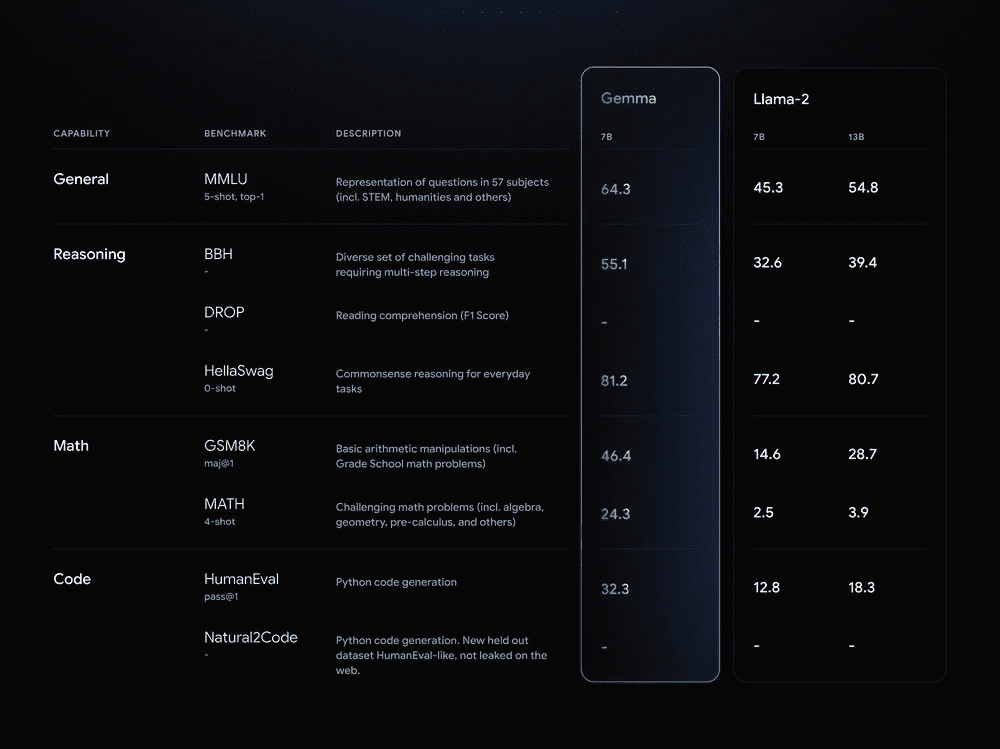 Gemma
Llama-2
CAPABILITY BENCHMARK DESCRIPTION 7B 7B 13B
General MMLU Representation of questions in 57 subjects
5-shot, top-1 (incl. STEM, humanities and others) 64.3 45.3 54.8
Reasoning BBH Diverse set of challenging tasks
- requiring multi-step reasoning 55.1 32.6 39.4
DROP Reading comprehension (F1 Score) - - -
-
HellaSwag Commonsense reasoning for everyday 81.2 77.2 80.7
0-shot tasks
Math GSM8K Basic arithmetic manipulations (incl. 46.4 14.6 28.7
maj@1 Grade School math problems)
MATH Challenging math problems (incl. algebra, 24.3 2.5 3.9
4-shot geometry, pre-calculus, and others)
Code HumanEval Python code generation 32.3 12.8 18.3
pass@1
Natural2Code Python code generation. New held out - - -
- dataset HumanEval-like, not leaked on the
web.